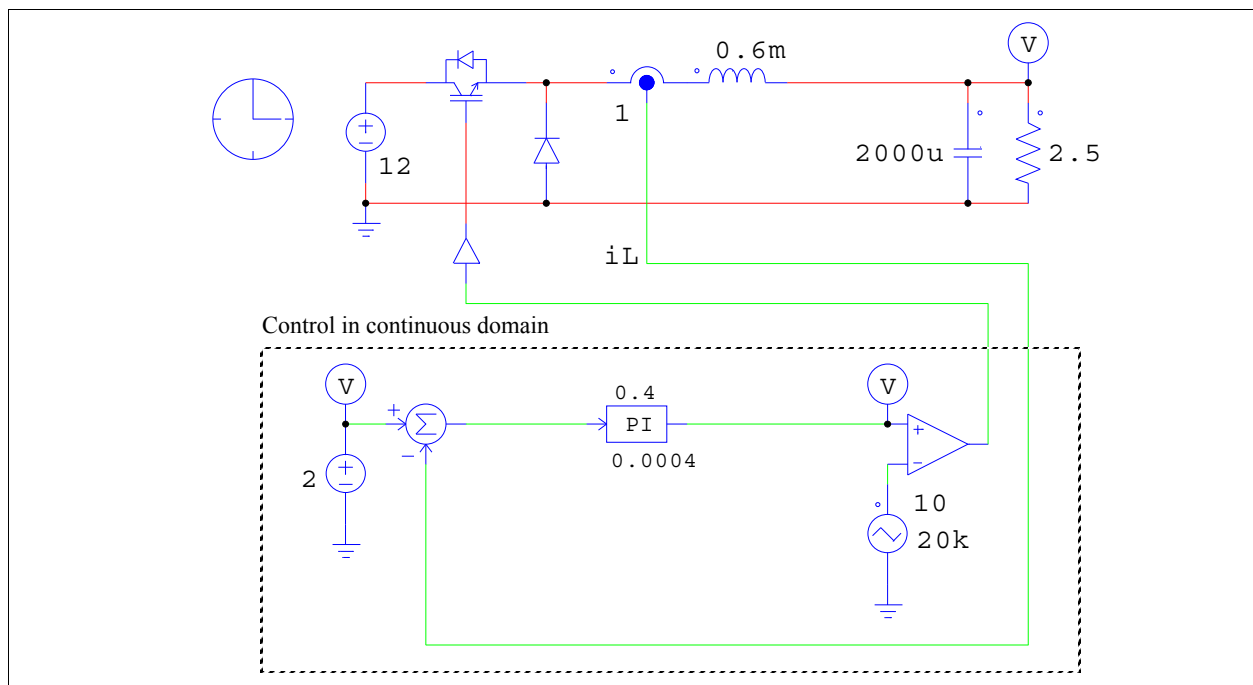 V
0.6m
1
12
2000u
2.5
iL
Control in continuous domain
V
0.4
V
Σ
PI
0.0004
2
10
20k